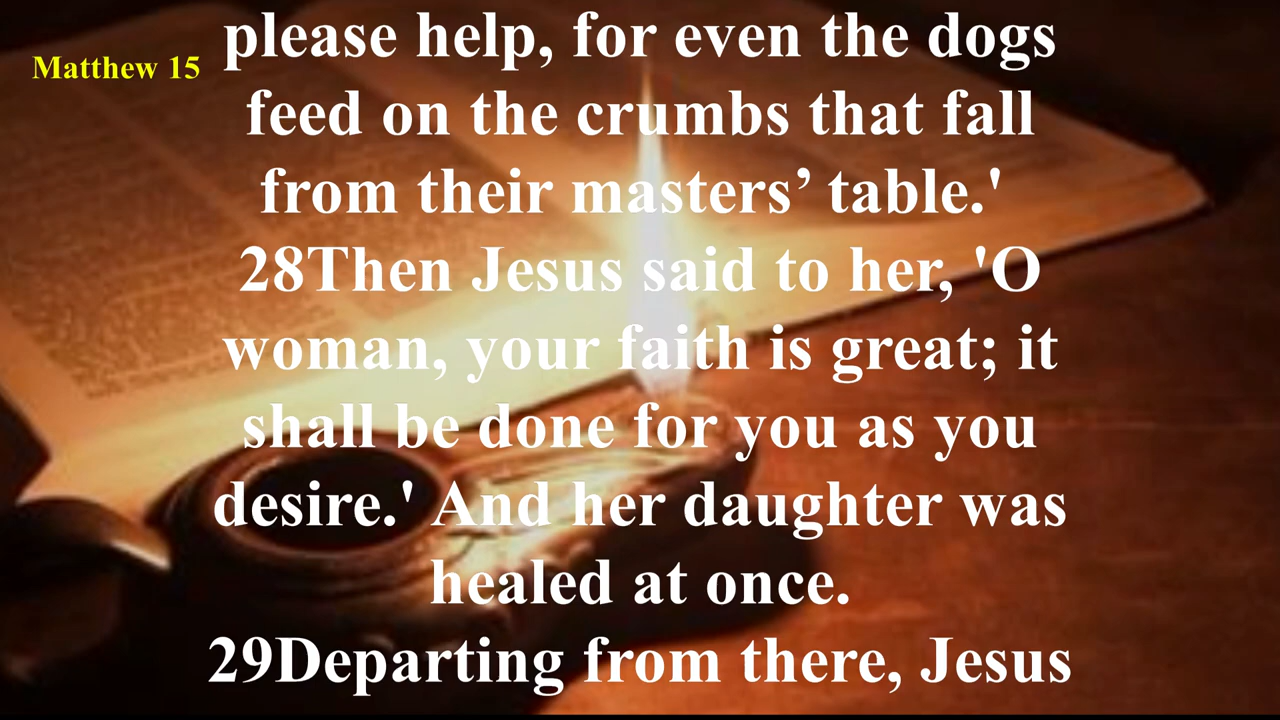 please help, for even the dogs
Matthew 15
feed on the crumbs that fall
from their masters’ table.'
28Then Jesus said to her, 'O
woman, your faith is great; it
shall be done for you as you
desire.' And her daughter was
healed at once.
29Departing from there, Jesus